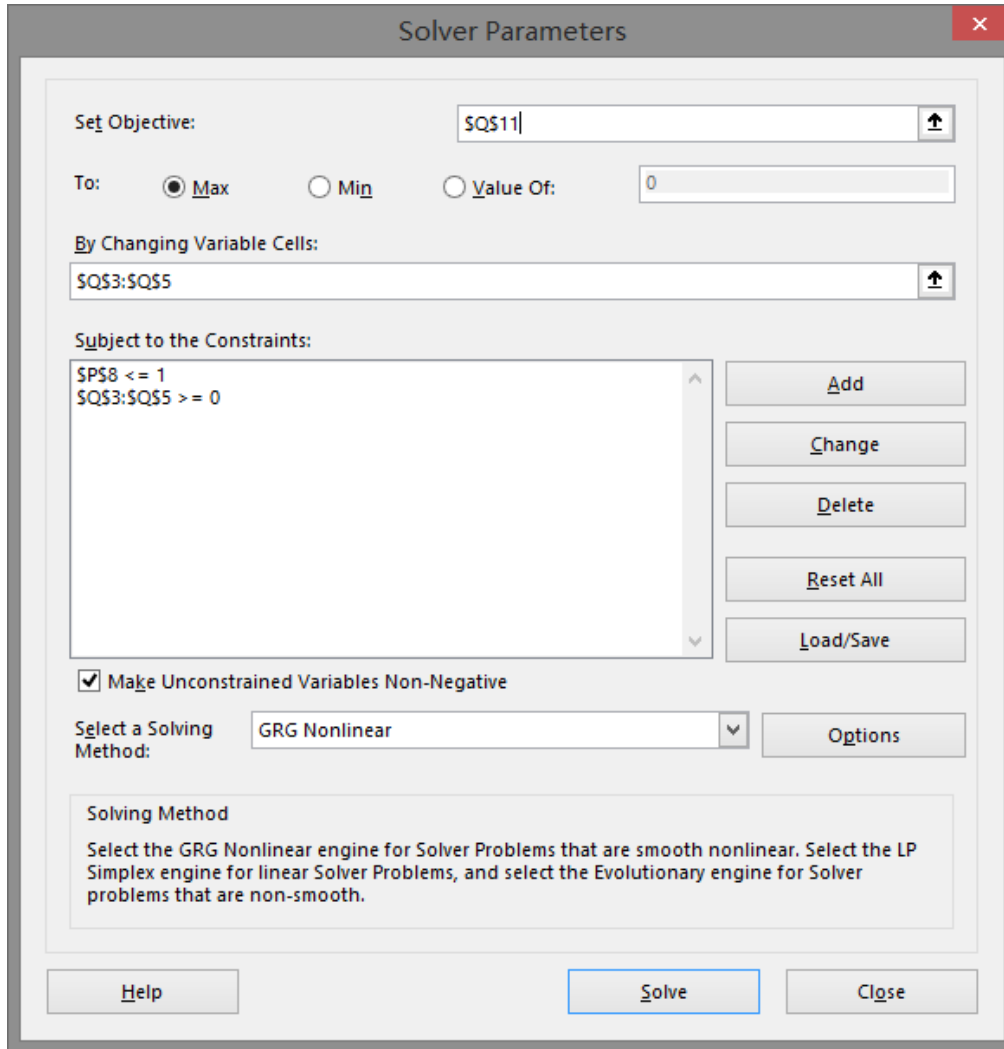 Solver Parameters
Set Objective:
$Q$11
To:
Max
Min
Value Of:
0
By Changing Variable Cells:
$Q$3:$Q$5
Subject to the Constraints:
$P$8 <= 1
$Q$3:$Q$5 >= 0
Add
Change
Delete
Reset All
Load/Save
Make Unconstrained Variables Non-Negative
Select a Solving
Method:
GRG Nonlinear
Options
Solving Method
Select the GRG Nonlinear engine for Solver Problems that are smooth nonlinear. Select the LP
Simplex engine for linear Solver Problems, and select the Evolutionary engine for Solver
problems that are non-smooth.
Help
Solve
Close